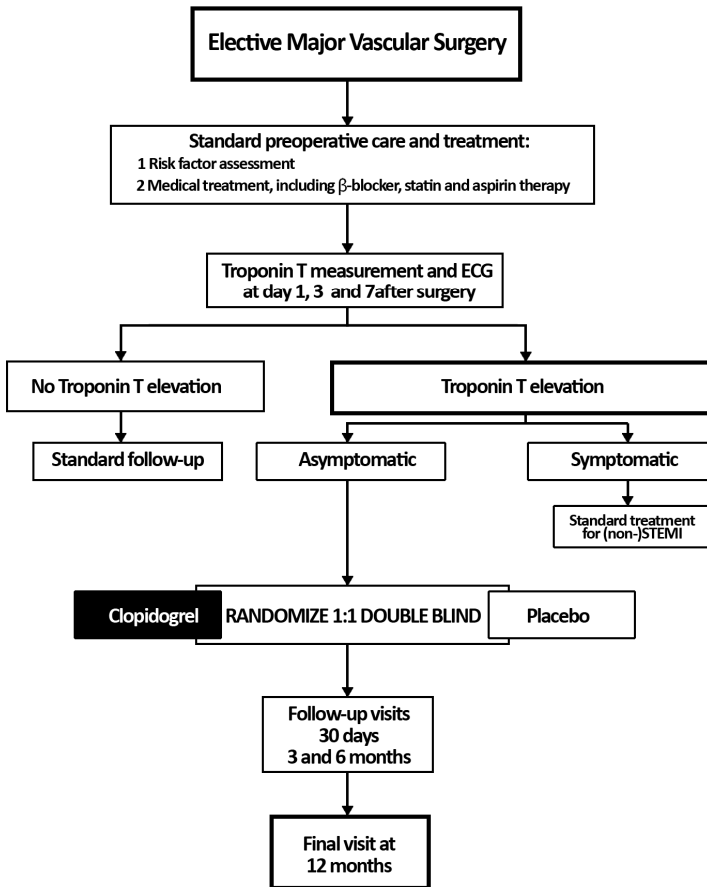 Elective Major Vascular Surgery
Standard preoperative care and treatment:
1 Risk factor assessment
2 Medical treatment, including β-blocker, statin and aspirin therapy
Troponin T measurement and ECG
at day 1, 3 and 7after surgery
No Troponin T elevation
Troponin T elevation
Standard follow-up
Asymptomatic
Symptomatic
Standard treatment
for (non-)STEMI
Clopidogrel
RANDOMIZE 1:1 DOUBLE BLIND
Placebo
Follow-up visits
30 days
3 and 6 months
Final visit at
12 months